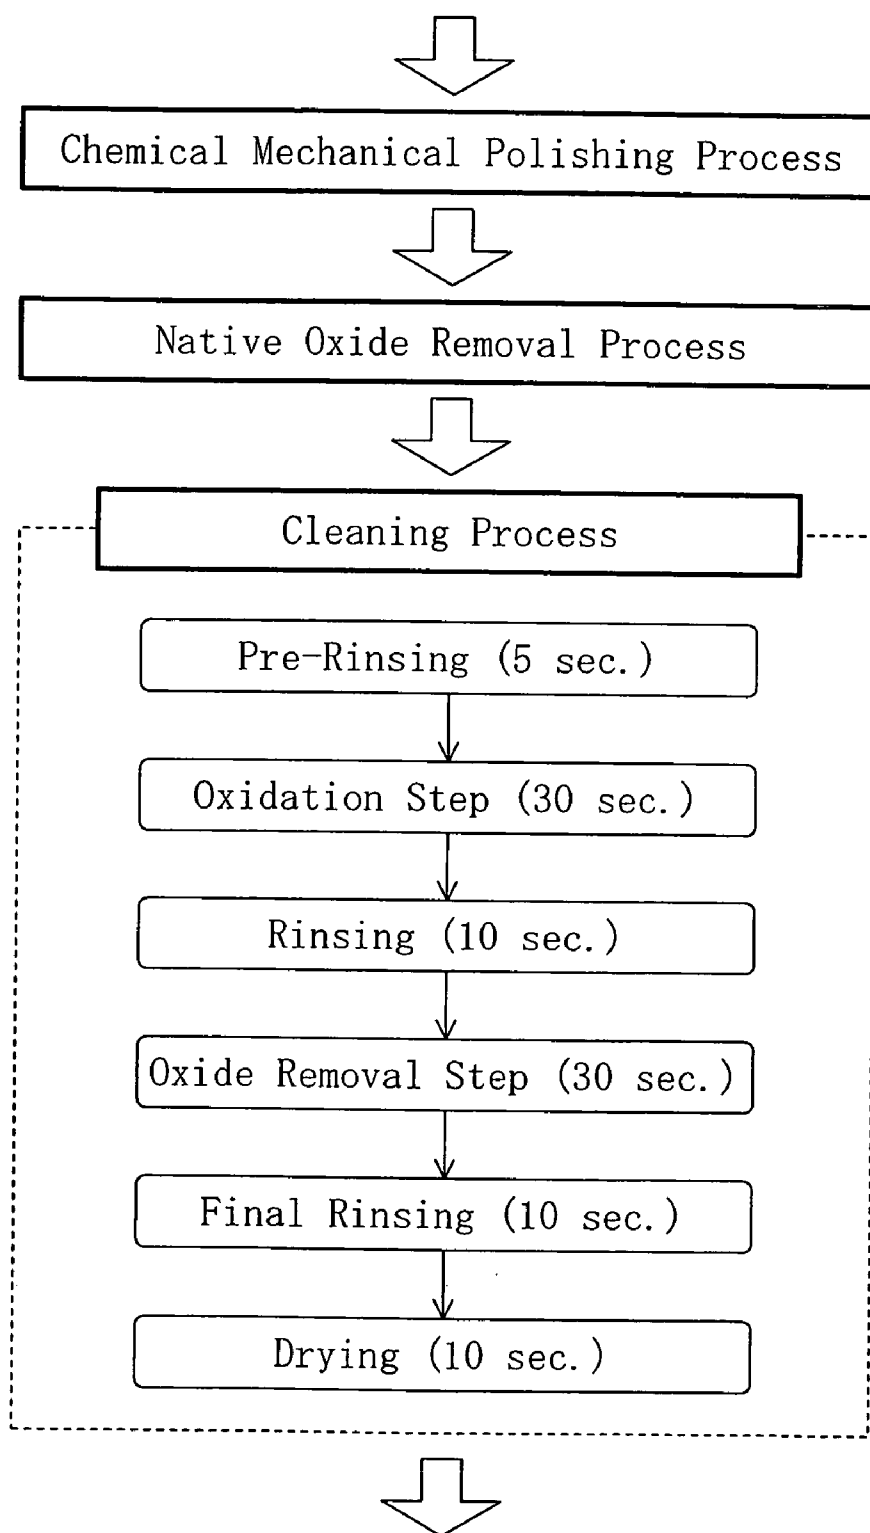 Chemical Mechanical Polishing Process
Native Oxide Removal Process
Cleaning Process
Pre-Rinsing (5 sec.)
Oxidation Step (30 sec.)
Rinsing (10 sec.)
Oxide Removal Step (30 sec.)
Final Rinsing (10 sec.)
Drying (10 sec.)